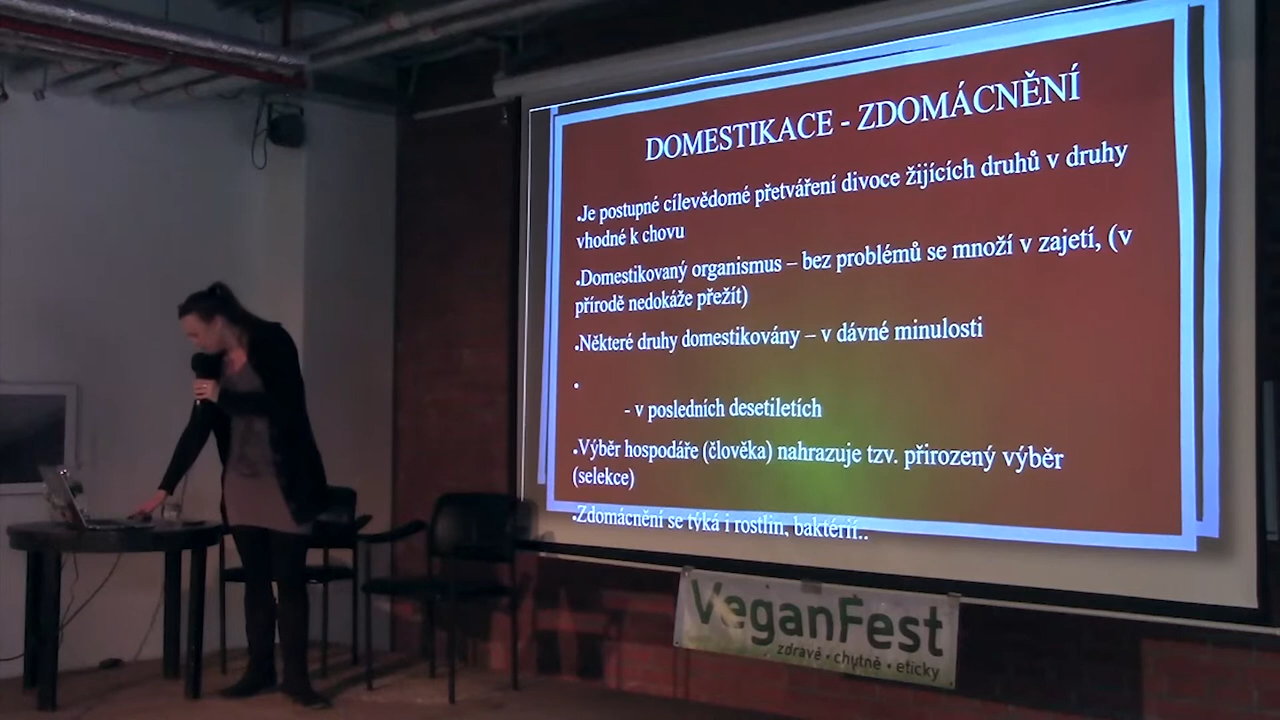 DOMESTIKACE - ZDOMÁCNĚNÍ
•Je postupné cílevědomé přetváření divoce žijících druhů v druhy
vhodné k chovu
•Domestikovaný organismus – bez problémů se množí v zajetí, (v
přírodě nedokáže přežít)
•Některé druhy domestikovány – v dávné minulosti
•
- v posledních desetiletích
•Výběr hospodáře (člověka) nahrazuje tzv. přirozený výběr
(selekce)
•Zdomácnění se týká i rostlin, baktérií..
VeganFest
zdravě • chutně • eticky